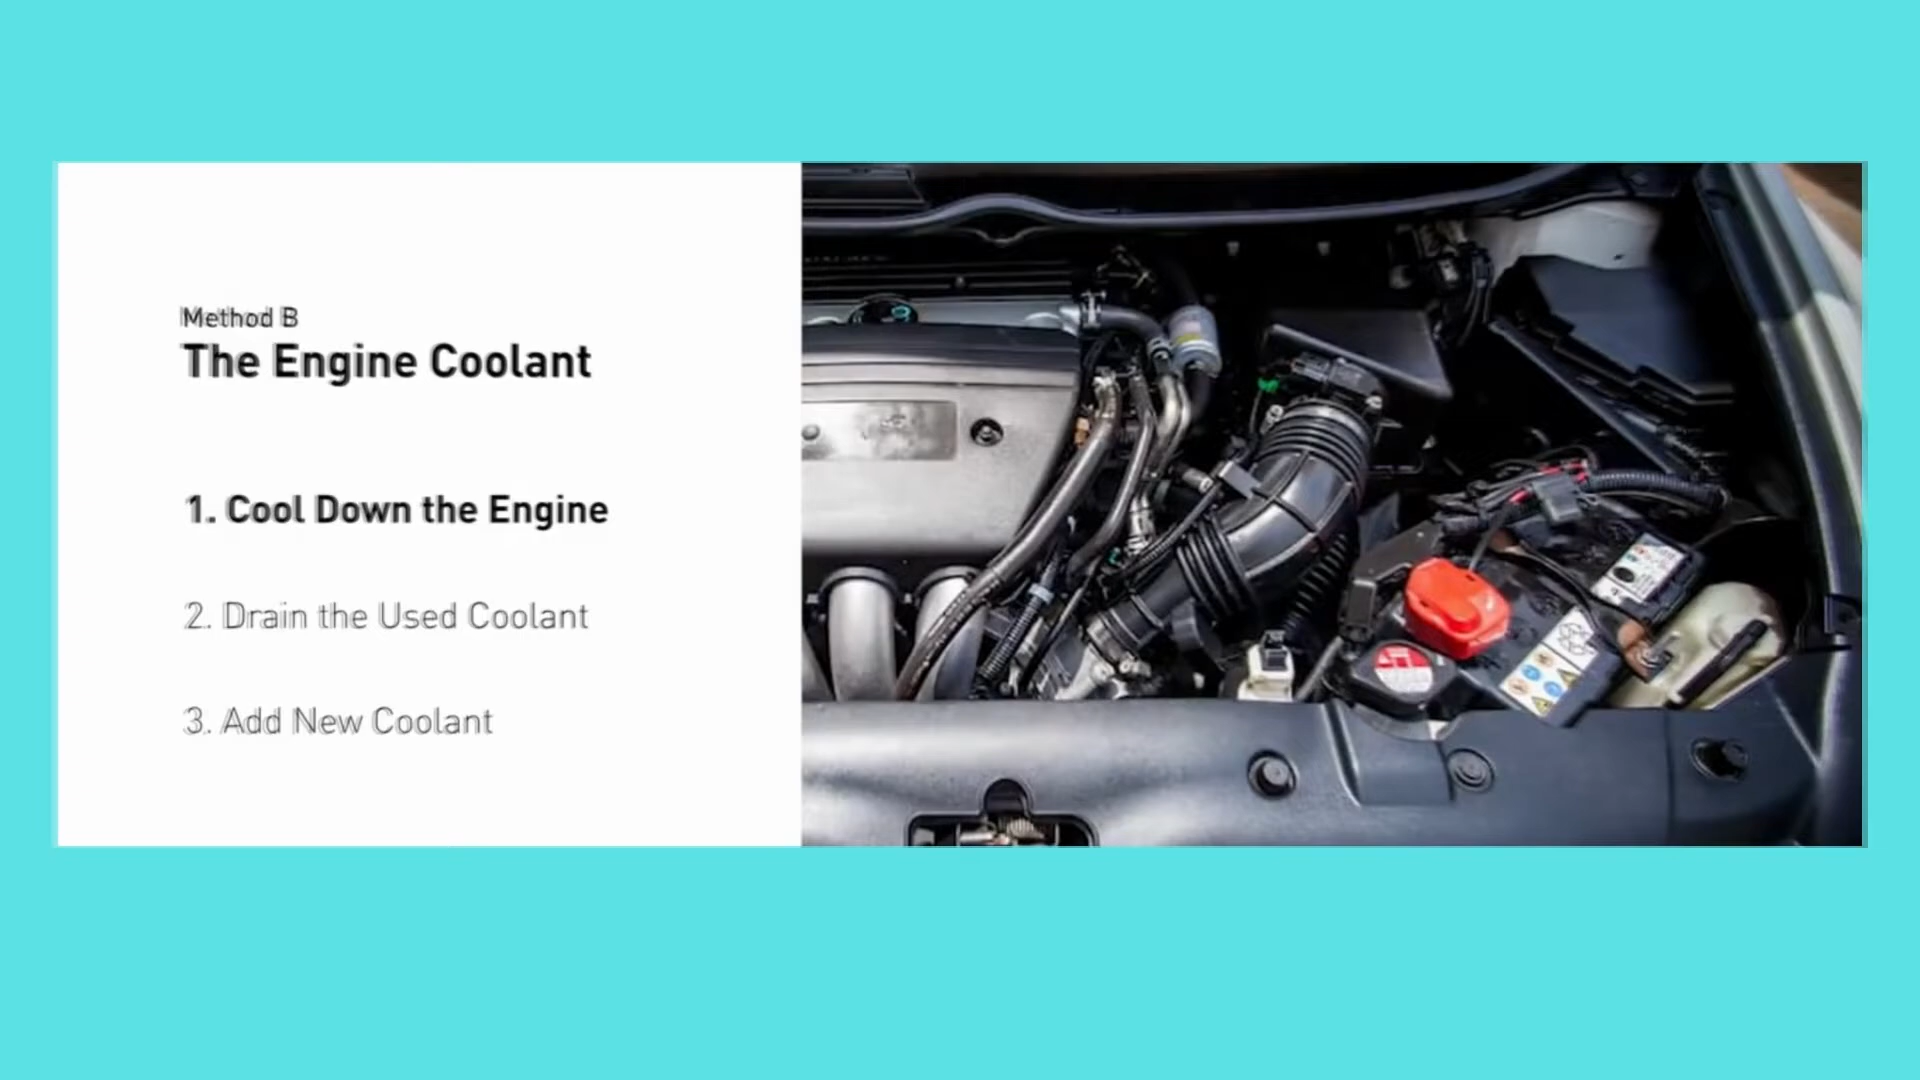 Method B
The Engine Coolant
1. Cool Down the Engine
2. Drain the Used Coolant
3. Add New Coolant